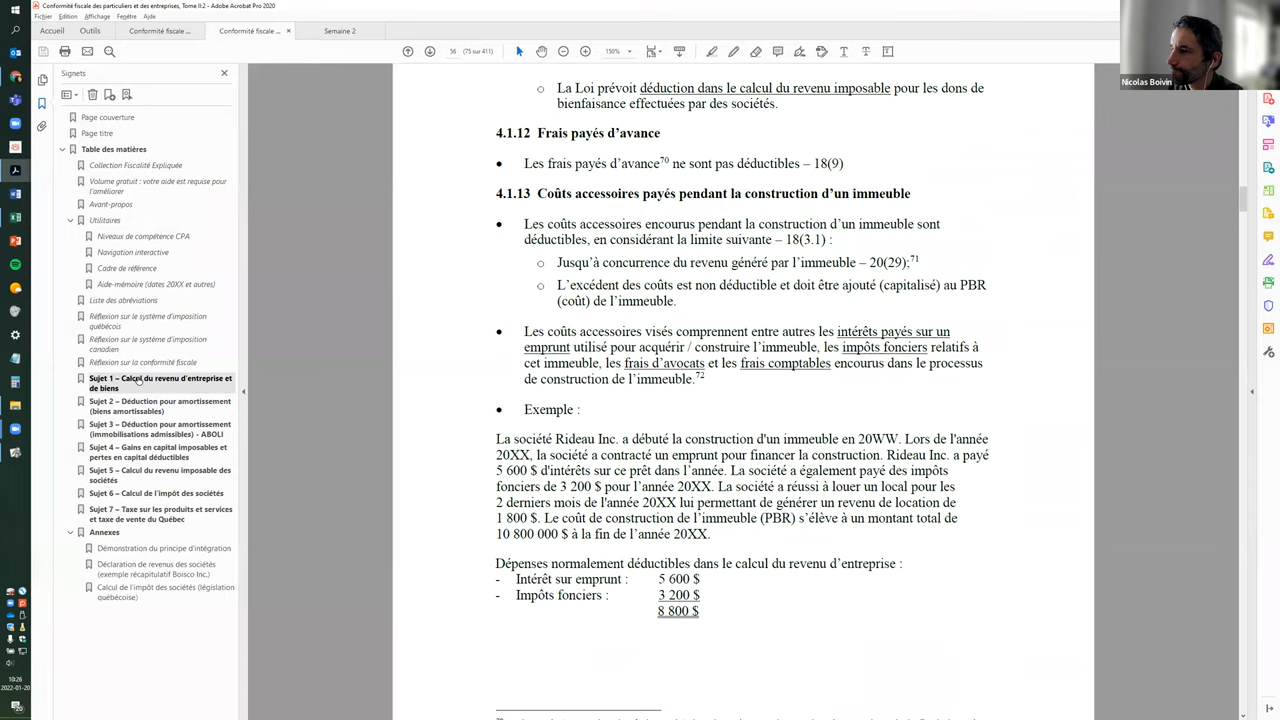 Conformité fiscale des particuliers et des entreprises, Tome II:2 - Adobe Acrobat Pro 2020
Fichier Edition Affichage Fenêtre Aide
Accueil Outils Conformité fiscale ... Conformité fiscale ... × Semaine 2
56 (75 sur 411) 150%
Nicolas Boivin
Signets
Page couverture
Page titre
Table des matières
Collection Fiscalité Expliquée
Volume gratuit : votre aide est requise pour
l'améliorer
Avant-propos
Utilitaires
Niveaux de compétence CPA
Navigation interactive
Cadre de référence
Aide-mémoire (dates 20XX et autres)
Liste des abréviations
Réflexion sur le système d'imposition
québécois
Réflexion sur le système d'imposition
canadien
Réflexion sur la conformité fiscale
Sujet 1 – Calcul du revenu d'entreprise et
de biens
Sujet 2 – Déduction pour amortissement
(biens amortissables)
Sujet 3 – Déduction pour amortissement
(immobilisations admissibles) - ABOLI
Sujet 4 – Gains en capital imposables et
pertes en capital déductibles
Sujet 5 – Calcul du revenu imposable des
sociétés
Sujet 6 – Calcul de l'impôt des sociétés
Sujet 7 – Taxe sur les produits et services
et taxe de vente du Québec
Annexes
Démonstration du principe d'intégration
Déclaration de revenus des sociétés
(exemple récapitulatif Boisco Inc.)
Calcul de l'impôt des sociétés (législation
québécoise)
o La Loi prévoit déduction dans le calcul du revenu imposable pour les dons de
bienfaisance effectuées par des sociétés.
4.1.12 Frais payés d'avance
• Les frais payés d'avance70 ne sont pas déductibles – 18(9)
4.1.13 Coûts accessoires payés pendant la construction d'un immeuble
• Les coûts accessoires encourus pendant la construction d'un immeuble sont
déductibles, en considérant la limite suivante – 18(3.1) :
o Jusqu'à concurrence du revenu généré par l'immeuble – 20(29);71
o L'excédent des coûts est non déductible et doit être ajouté (capitalisé) au PBR
(coût) de l'immeuble.
• Les coûts accessoires visés comprennent entre autres les intérêts payés sur un
emprunt utilisé pour acquérir / construire l'immeuble, les impôts fonciers relatifs à
cet immeuble, les frais d'avocats et les frais comptables encourus dans le processus
de construction de l'immeuble.72
• Exemple :
La société Rideau Inc. a débuté la construction d'un immeuble en 20WW. Lors de l'année
20XX, la société a contracté un emprunt pour financer la construction. Rideau Inc. a payé
5 600 $ d'intérêts sur ce prêt dans l'année. La société a également payé des impôts
fonciers de 3 200 $ pour l'année 20XX. La société a réussi à louer un local pour les
2 derniers mois de l'année 20XX lui permettant de générer un revenu de location de
1 800 $. Le coût de construction de l'immeuble (PBR) s'élève à un montant total de
10 800 000 $ à la fin de l'année 20XX.
Dépenses normalement déductibles dans le calcul du revenu d'entreprise :
- Intérêt sur emprunt : 5 600 $
- Impôts fonciers : 3 200 $
8 800 $
10:26
2022-01-20